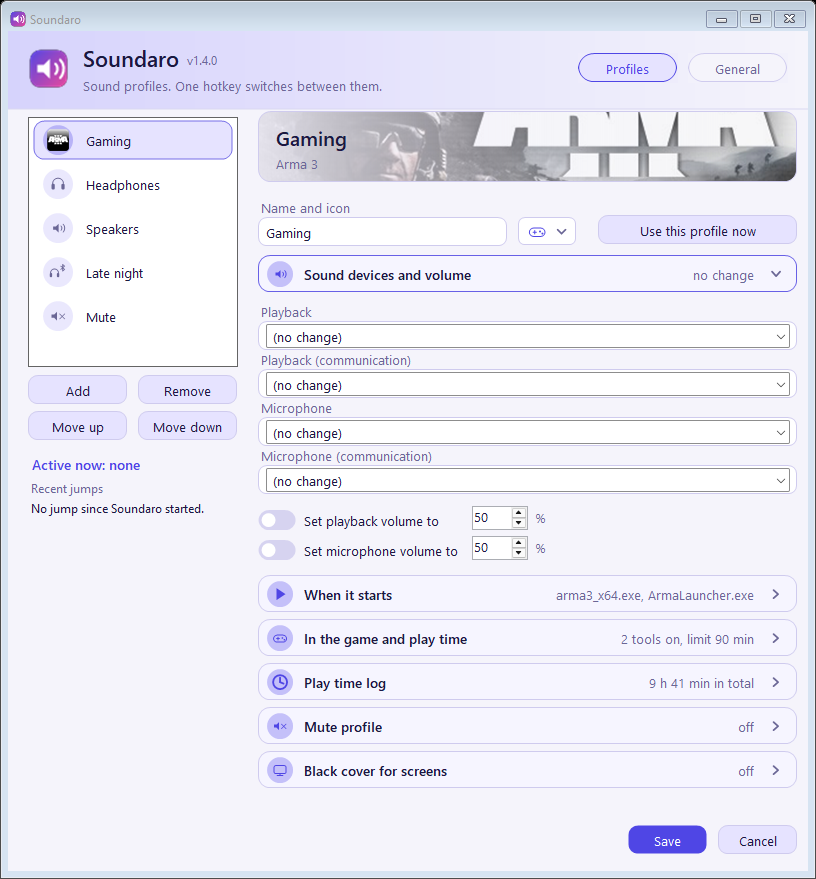 Soundaro
Soundaro v1.4.0
Sound profiles. One hotkey switches between them.
Profiles
General
Gaming
Headphones
Speakers
Late night
Mute
Add
Remove
Move up
Move down
Active now: none
Recent jumps
No jump since Soundaro started.
ARMA
III
Gaming
Arma 3
Name and icon
Gaming
Use this profile now
Sound devices and volume no change
Playback
(no change)
Playback (communication)
(no change)
Microphone
(no change)
Microphone (communication)
(no change)
Set playback volume to 50 %
Set microphone volume to 50 %
When it starts arma3_x64.exe, ArmaLauncher.exe
In the game and play time 2 tools on, limit 90 min
Play time log 9 h 41 min in total
Mute profile off
Black cover for screens off
Save
Cancel